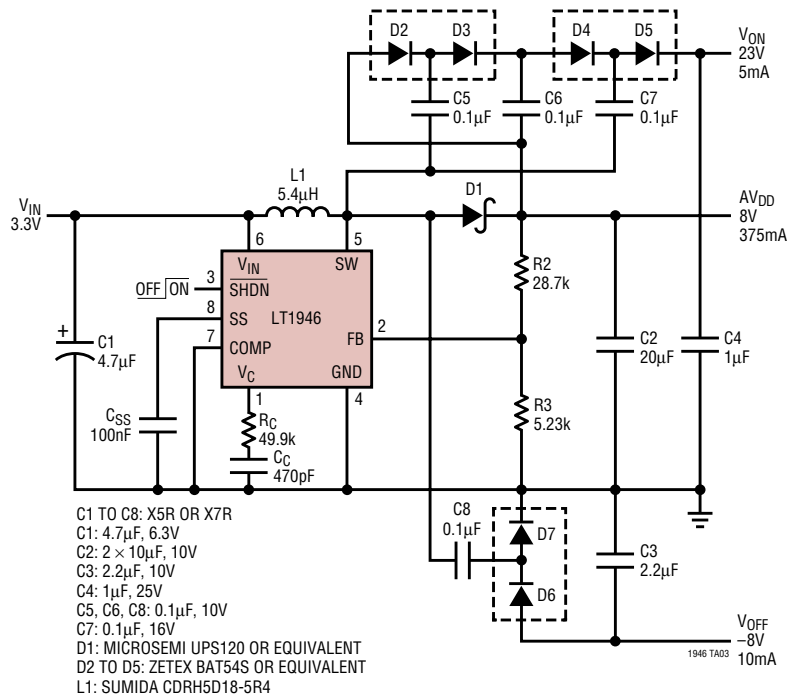 D2
D3
D4
D5
V_ON
23V
5mA
C5
0.1µF
C6
0.1µF
C7
0.1µF
L1
5.4µH
D1
V_IN
3.3V
AV_DD
8V
375mA
6
5
V_IN
SW
3
SHDN
OFF ON
8
SS
LT1946
7
COMP
FB
2
V_C
GND
1
4
R2
28.7k
R3
5.23k
+
C1
4.7µF
C2
20µF
C4
1µF
C_SS
100nF
R_C
49.9k
C_C
470pF
C1 TO C8: X5R OR X7R
C1: 4.7µF, 6.3V
C2: 2 × 10µF, 10V
C3: 2.2µF, 10V
C4: 1µF, 25V
C5, C6, C8: 0.1µF, 10V
C7: 0.1µF, 16V
D1: MICROSEMI UPS120 OR EQUIVALENT
D2 TO D5: ZETEX BAT54S OR EQUIVALENT
L1: SUMIDA CDRH5D18-5R4
C8
0.1µF
D7
D6
C3
2.2µF
V_OFF
–8V
10mA
1946 TA03